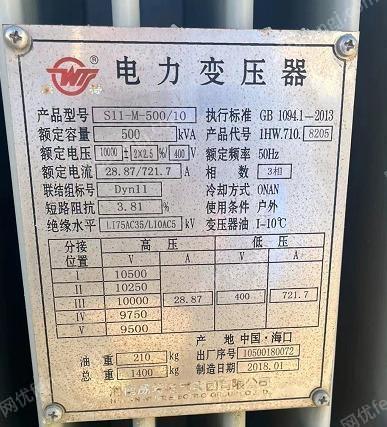 电力变压器
产品型号 S11-M-500/10 执行标准 GB 1094.1-2013
额定容量 500 kVA 产品代号 1HW.710.8205
额定电压 10000±2×2.5%/400 V 额定频率 50Hz
额定电流 28.87/721.7 A 相数 3相
联结组标号 Dyn11 冷却方式 ONAN
短路阻抗 3.81 % 使用条件 户外
绝缘水平 LI75AC35/LI0AC5 kV 变压器油 I-10℃
分接位置 高压 低压
V A V A
I 10500
II 10250
III 10000 28.87 400 721.7
IV 9750
V 9500
产地 中国·海口
油重 210 kg 出厂序号 10500180072
总重 1400 kg 制造日期 2018.01
有限公司